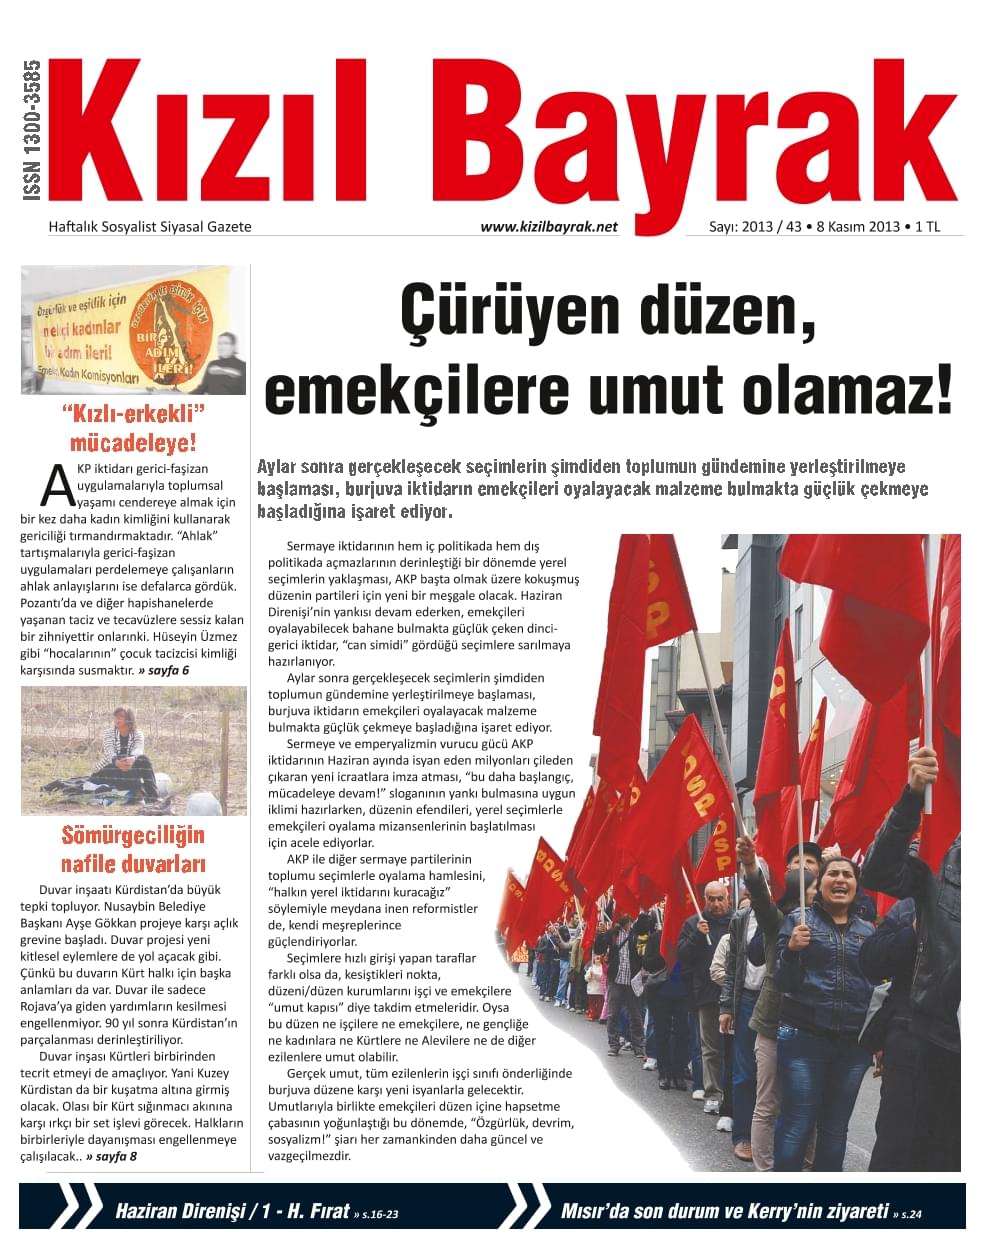 ISSN 1300-3585
Kızıl Bayrak
Haftalık Sosyalist Siyasal Gazete
www.kizilbayrak.net
Sayı: 2013 / 43 • 8 Kasım 2013 • 1 TL
Özgürlük ve eşitlik için
mekçi kadınlar
bir adım ileri!
Emekçi Kadın Komisyonları
ÖZGÜRLÜK VE EŞİTLİK İÇİN
BİR
ADIM
İLERİ!
“Kızlı-erkekli”
mücadeleye!
AKP iktidarı gerici-faşizan
uygulamalarıyla toplumsal
yaşamı cendereye almak için
bir kez daha kadın kimliğini kullanarak
gericiliği tırmandırmaktadır. “Ahlak”
tartışmalarıyla gerici-faşizan
uygulamaları perdelemeye çalışanların
ahlak anlayışlarını ise defalarca gördük.
Pozantı’da ve diğer hapishanelerde
yaşanan taciz ve tecavüzlere sessiz kalan
bir zihniyettir onlarınki. Hüseyin Üzmez
gibi “hocalarının” çocuk tacizcisi kimliği
karşısında susmaktır. » sayfa 6
Sömürgeciliğin
nafile duvarları
Duvar inşaatı Kürdistan’da büyük
tepki topluyor. Nusaybin Belediye
Başkanı Ayşe Gökkan projeye karşı açlık
grevine başladı. Duvar projesi yeni
kitlesel eylemlere de yol açacak gibi.
Çünkü bu duvarın Kürt halkı için başka
anlamları da var. Duvar ile sadece
Rojava’ya giden yardımların kesilmesi
engellenmiyor. 90 yıl sonra Kürdistan’ın
parçalanması derinleştiriliyor.
Duvar inşası Kürtleri birbirinden
tecrit etmeyi de amaçlıyor. Yani Kuzey
Kürdistan da bir kuşatma altına girmiş
olacak. Olası bir Kürt sığınmacı akınına
karşı ırkçı bir set işlevi görecek. Halkların
birbirleriyle dayanışması engellenmeye
çalışılacak.. » sayfa 8
Çürüyen düzen,
emekçilere umut olamaz!
Aylar sonra gerçekleşecek seçimlerin şimdiden toplumun gündemine yerleştirilmeye
başlaması, burjuva iktidarın emekçileri oyalayacak malzeme bulmakta güçlük çekmeye
başladığına işaret ediyor.
Sermaye iktidarının hem iç politikada hem dış
politikada açmazlarının derinleştiği bir dönemde yerel
seçimlerin yaklaşması, AKP başta olmak üzere kokuşmuş
düzenin partileri için yeni bir meşgale olacak. Haziran
Direnişi’nin yankısı devam ederken, emekçileri
oyalayabilecek bahane bulmakta güçlük çeken dinci-
gerici iktidar, “can simidi” gördüğü seçimlere sarılmaya
hazırlanıyor.
Aylar sonra gerçekleşecek seçimlerin şimdiden
toplumun gündemine yerleştirilmeye başlaması,
burjuva iktidarın emekçileri oyalayacak malzeme
bulmakta güçlük çekmeye başladığına işaret ediyor.
Sermeye ve emperyalizmin vurucu gücü AKP
iktidarının Haziran ayında isyan eden milyonları çileden
çıkaran yeni icraatlara imza atması, “bu daha başlangıç,
mücadeleye devam!” sloganının yankı bulmasına uygun
iklimi hazırlarken, düzenin efendileri, yerel seçimlerle
emekçileri oyalama mizansenlerinin başlatılması
için acele ediyorlar.
AKP ile diğer sermaye partilerinin
toplumu seçimlerle oyalama hamlesini,
“halkın yerel iktidarını kuracağız”
söylemiyle meydana inen reformistler
de, kendi meşreplerince
güçlendiriyorlar.
Seçimlere hızlı girişi yapan taraflar
farklı olsa da, kesiştikleri nokta,
düzeni/düzen kurumlarını işçi ve emekçilere
“umut kapısı” diye takdim etmeleridir. Oysa
bu düzen ne işçilere ne emekçilere, ne gençliğe
ne kadınlara ne Kürtlere ne Alevilere ne de diğer
ezilenlere umut olabilir.
Gerçek umut, tüm ezilenlerin işçi sınıfı önderliğinde
burjuva düzene karşı yeni isyanlarla gelecektir.
Umutlarıyla birlikte emekçileri düzen içine hapsetme
çabasının yoğunlaştığı bu dönemde, “Özgürlük, devrim,
sosyalizm!” şiarı her zamankinden daha güncel ve
vazgeçilmezdir.
BDSP
BDSP
Haziran Direnişi / 1 - H. Fırat » s.16-23
Mısır’da son durum ve Kerry’nin ziyareti » s.24